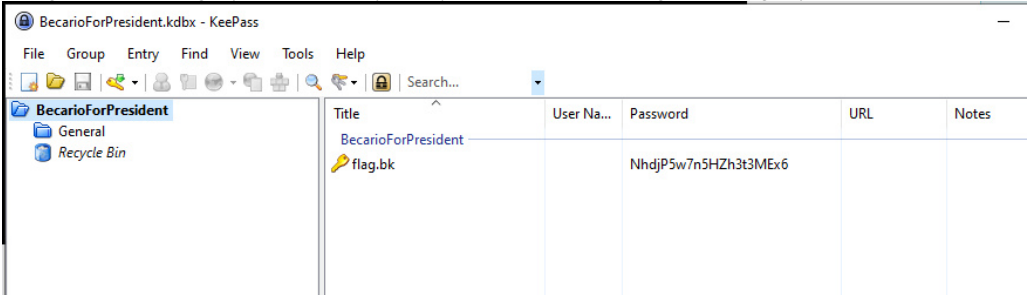 BecarioForPresident.kdbx - KeePass
File Group Entry Find View Tools Help
Search...
BecarioForPresident
General
Recycle Bin
Title User Na... Password URL Notes
BecarioForPresident
flag.bk NhdjP5w7n5HZh3t3MEx6